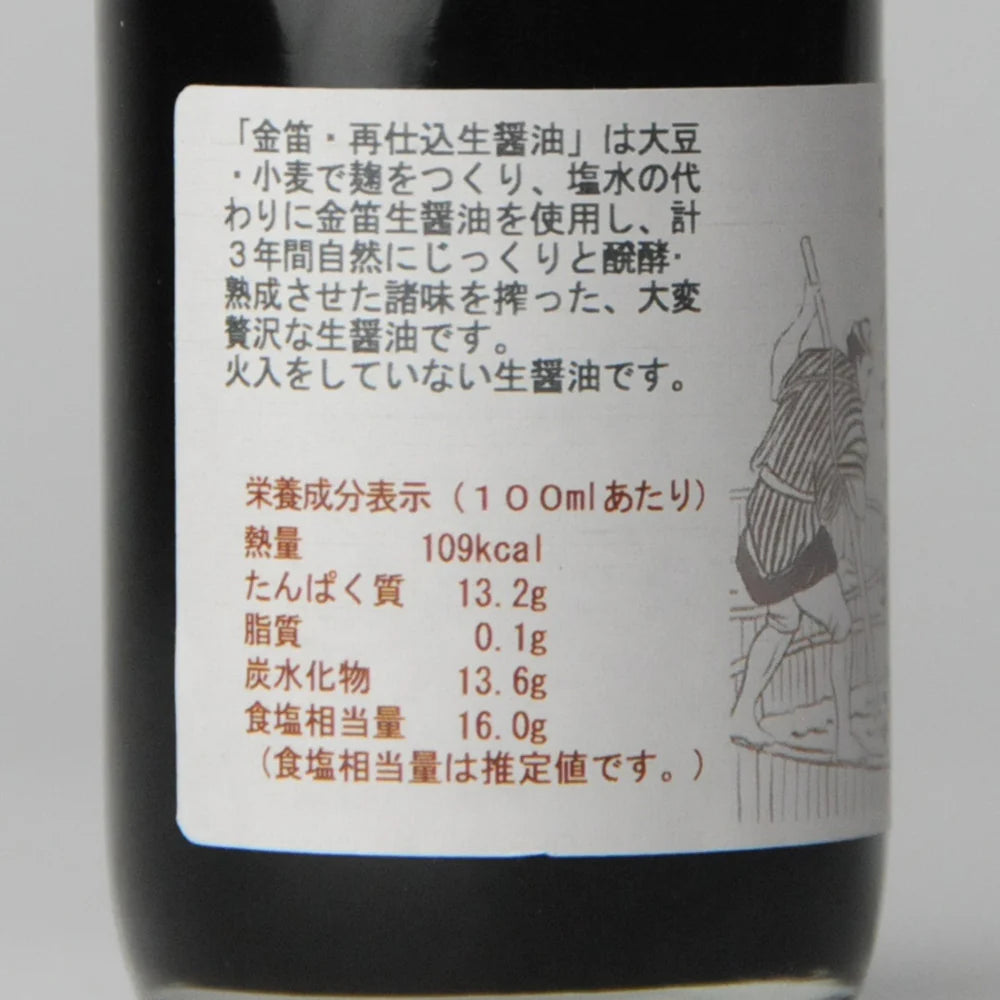 「金笛・再仕込生醤油」は大豆
・小麦で麹をつくり、塩水の代
わりに金笛生醤油を使用し、計
３年間自然にじっくりと醗酵・
熟成させた諸味を搾った、大変
贅沢な生醤油です。
火入をしていない生醤油です。
栄養成分表示（１００mlあたり）
熱量 109kcal
たんぱく質 13.2g
脂質 0.1g
炭水化物 13.6g
食塩相当量 16.0g
（食塩相当量は推定値です。）